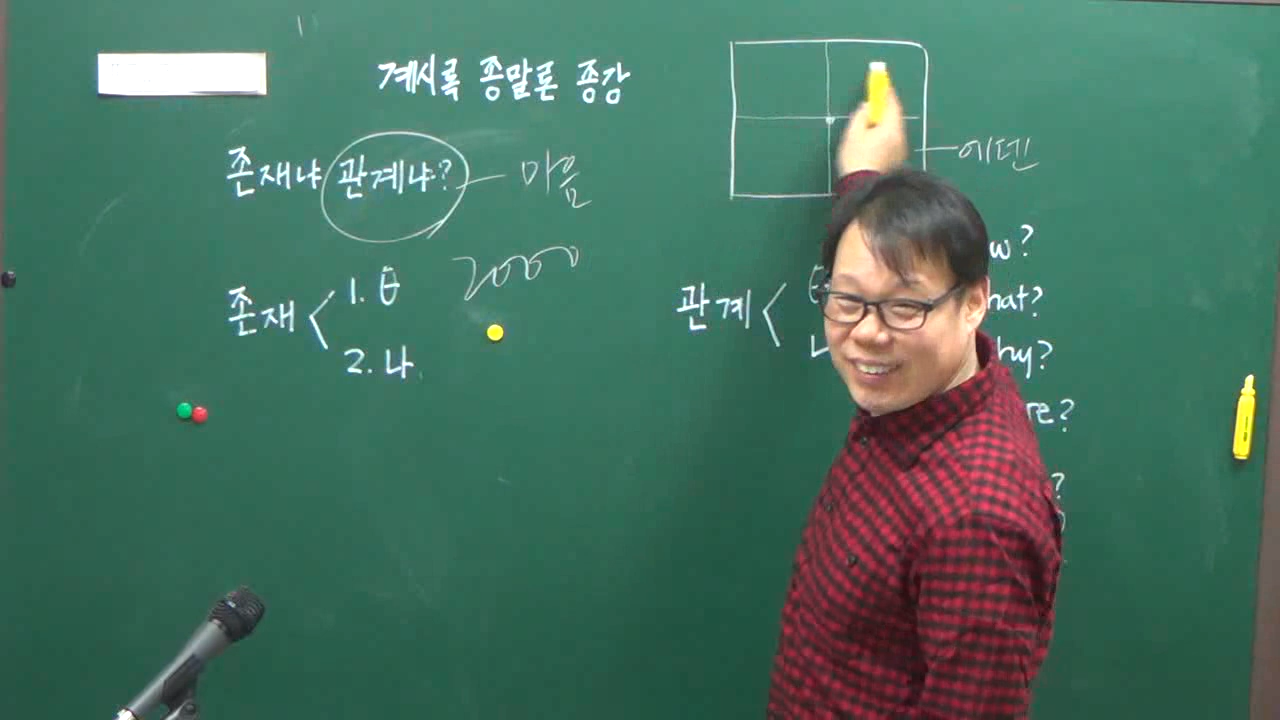 계시록 종말론 종강
존재냐 관계냐? 마음
에덴
존재
1. θ
2. 나
2000
관계
w?
hat?
hy?
re?
?